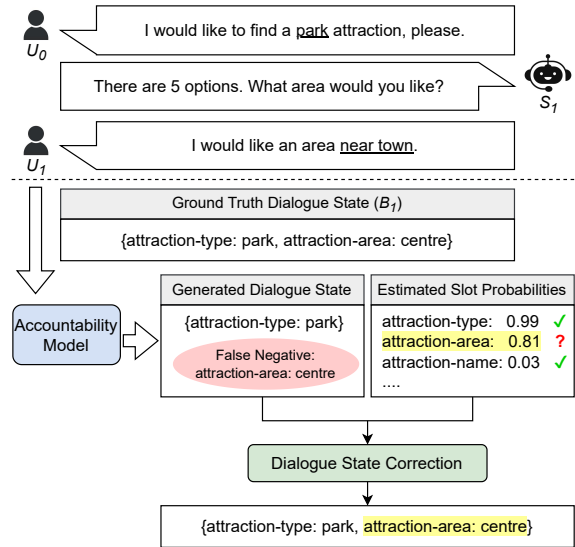 I would like to find a park attraction, please.
U0
There are 5 options. What area would you like?
S1
I would like an area near town.
U1
Ground Truth Dialogue State (B1)
{attraction-type: park, attraction-area: centre}
Accountability
Model
Generated Dialogue State
{attraction-type: park}
False Negative:
attraction-area: centre
Estimated Slot Probabilities
attraction-type: 0.99 ✓
attraction-area: 0.81 ?
attraction-name: 0.03 ✓
....
Dialogue State Correction
{attraction-type: park, attraction-area: centre}